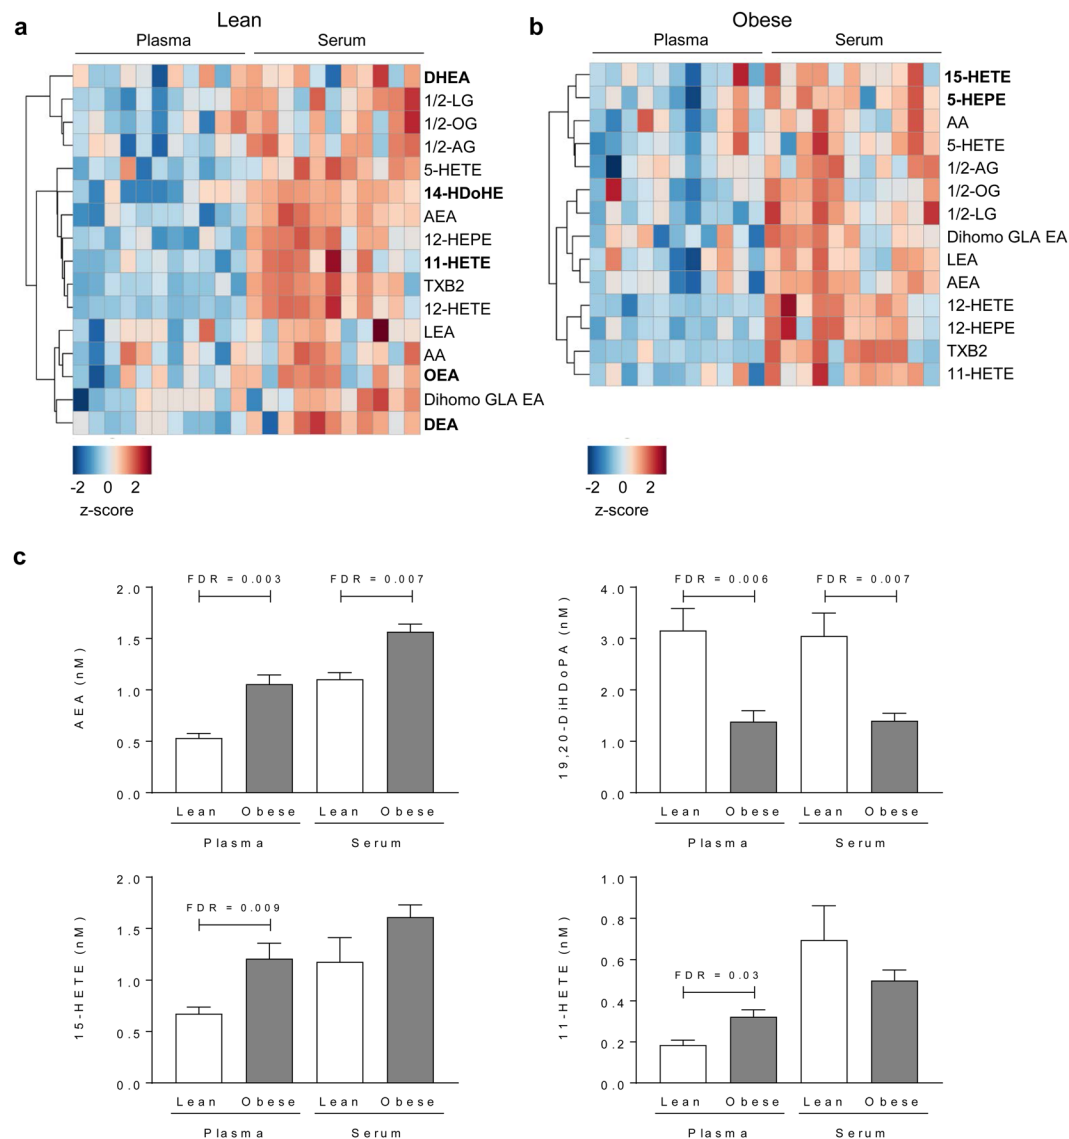 a
Lean
Plasma
Serum
DHEA
1/2-LG
1/2-OG
1/2-AG
5-HETE
14-HDoHE
AEA
12-HEPE
11-HETE
TXB2
12-HETE
LEA
AA
OEA
Dihomo GLA EA
DEA
-2 0 2
z-score
b
Obese
Plasma
Serum
15-HETE
5-HEPE
AA
5-HETE
1/2-AG
1/2-OG
1/2-LG
Dihomo GLA EA
LEA
AEA
12-HETE
12-HEPE
TXB2
11-HETE
-2 0 2
z-score
c
AEA (nM)
2.0
1.5
1.0
0.5
0.0
FDR = 0.003
FDR = 0.007
Lean Obese Lean Obese
Plasma Serum
19,20-DiHDoPA (nM)
4.0
3.0
2.0
1.0
0.0
FDR = 0.006
FDR = 0.007
Lean Obese Lean Obese
Plasma Serum
15-HETE (nM)
2.0
1.5
1.0
0.5
0.0
FDR = 0.009
Lean Obese Lean Obese
Plasma Serum
11-HETE (nM)
1.0
0.8
0.6
0.4
0.2
0.0
FDR = 0.03
Lean Obese Lean Obese
Plasma Serum